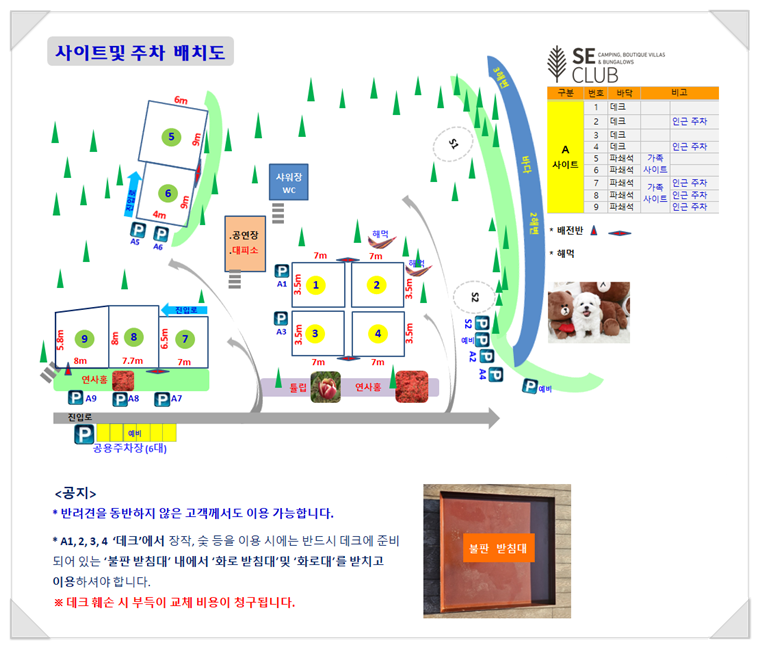 사이트및 주차 배치도
SE CLUB
CAMPING, BOUTIQUE VILLAS
& BUNGALOWS
구분 번호 바닥 비고
A
사이트
1 데크
2 데크 인근 주차
3 데크
4 데크 인근 주차
5 파쇄석 가족
6 파쇄석 사이트
7 파쇄석 인근 주차
8 파쇄석 가족 사이트 인근 주차
9 파쇄석 인근 주차
* 배전반
* 해먹
3해변
바다
2해변
S1
S2
6m
5
9m
6
9m
4m
진입로
P P
A5 A6
샤워장
WC
.공연장
.대피소
해먹
해먹
7m 7m
P
A1
3.5m 1 2 3.5m
P
A3
3.5m 3 4 3.5m
7m 7m
진입로
5.8m 9 8m 8 6.5m 7
8m 7.7m 7m
연사홍
P A9 P A8 P A7
튤립 연사홍
S2 P
예비 P
A2 P
A4 P
P 예비
진입로
P 예비
공용주차장 (6대)
<공지>
* 반려견을 동반하지 않은 고객께서도 이용 가능합니다.
* A1, 2, 3, 4 ‘데크’에서 장작, 숯 등을 이용 시에는 반드시 데크에 준비
되어 있는 ‘불판 받침대’ 내에서 ‘화로 받침대’및 ‘화로대’를 받치고
이용하셔야 합니다.
※ 데크 훼손 시 부득이 교체 비용이 청구됩니다.
불판 받침대